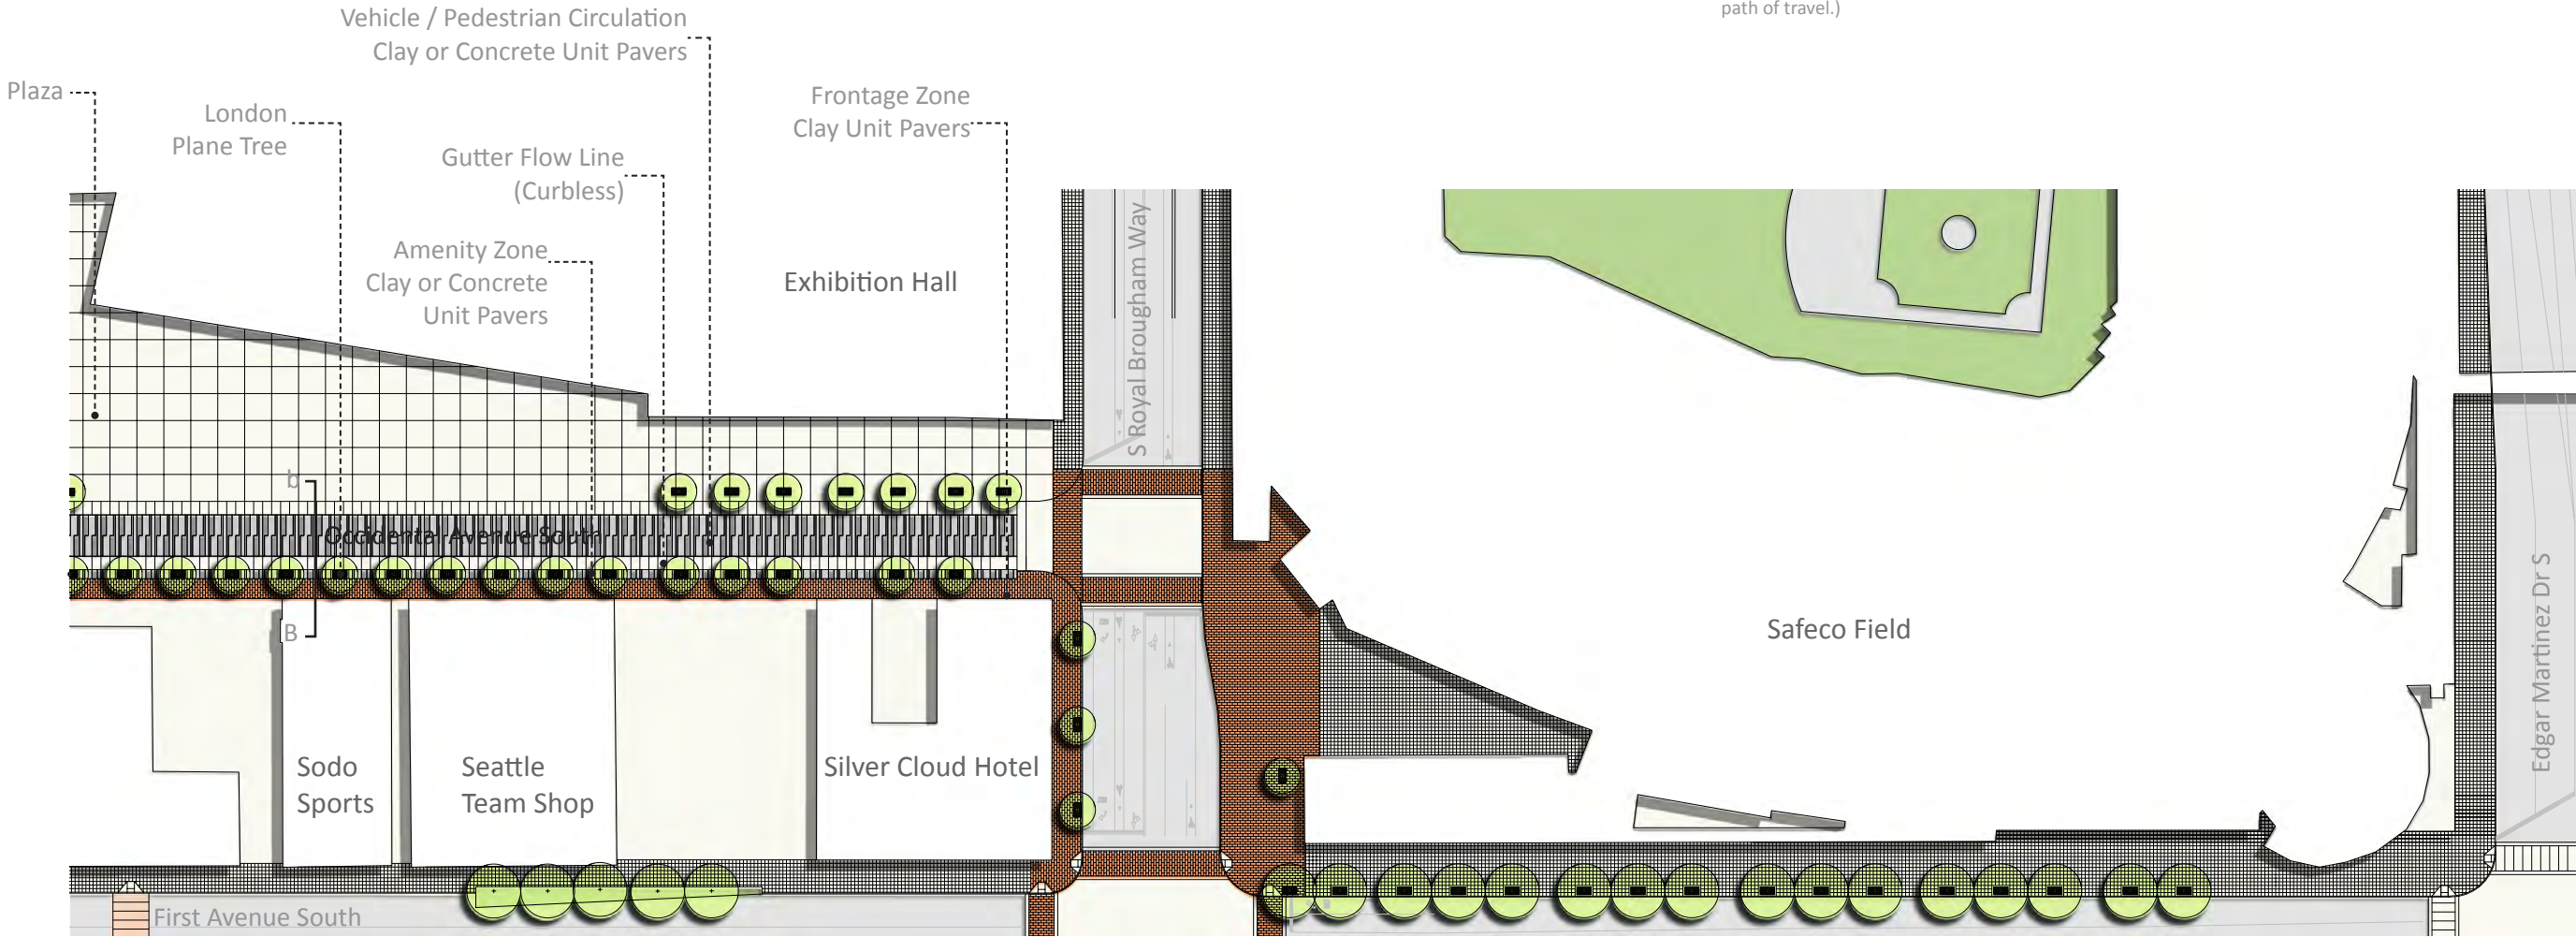 path of travel.)
Vehicle / Pedestrian Circulation
Clay or Concrete Unit Pavers
Plaza
London
Plane Tree
Frontage Zone
Clay Unit Pavers
Gutter Flow Line
(Curbless)
Amenity Zone
Clay or Concrete
Unit Pavers
Exhibition Hall
S Royal Brougham Way
b
Occidental Avenue South
B
Safeco Field
Edgar Martinez Dr S
Sodo
Sports
Seattle
Team Shop
Silver Cloud Hotel
First Avenue South